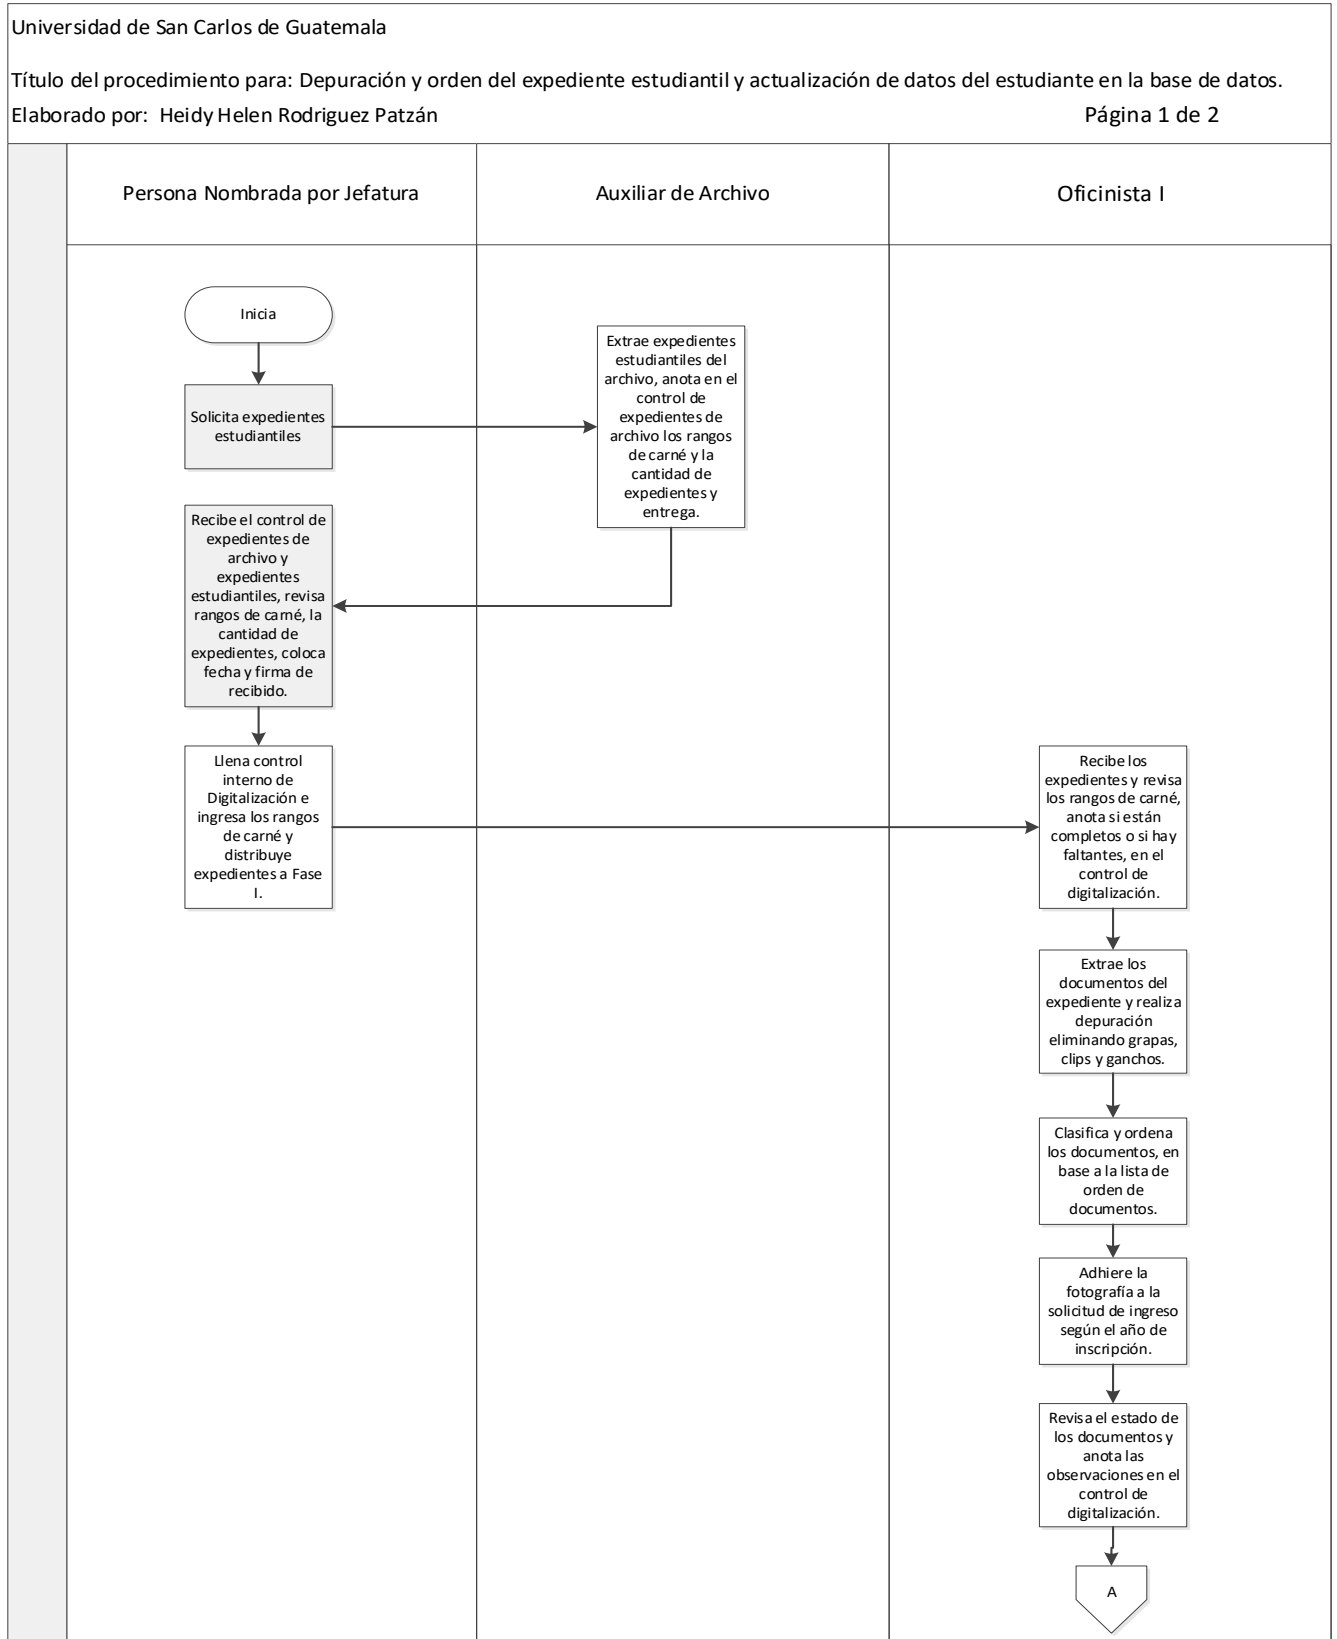 Universidad de San Carlos de Guatemala
Título del procedimiento para: Depuración y orden del expediente estudiantil y actualización de datos del estudiante en la base de datos.
Elaborado por: Heidy Helen Rodriguez Patzán
Página 1 de 2
Persona Nombrada por Jefatura
Auxiliar de Archivo
Oficinista I
Inicia
Solicita expedientes
estudiantiles
Extrae expedientes
estudiantiles del
archivo, anota en el
control de
expedientes de
archivo los rangos
de carné y la
cantidad de
expedientes y
entrega.
Recibe el control de
expedientes de
archivo y
expedientes
estudiantiles, revisa
rangos de carné, la
cantidad de
expedientes, coloca
fecha y firma de
recibido.
Llena control
interno de
Digitalización e
ingresa los rangos
de carné y
distribuye
expedientes a Fase
I.
Recibe los
expedientes y revisa
los rangos de carné,
anota si están
completos o si hay
faltantes, en el
control de
digitalización.
Extrae los
documentos del
expediente y realiza
depuración
eliminando grapas,
clips y ganchos.
Clasifica y ordena
los documentos, en
base a la lista de
orden de
documentos.
Adhiere la
fotografía a la
solicitud de ingreso
según el año de
inscripción.
Revisa el estado de
los documentos y
anota las
observaciones en el
control de
digitalización.
A